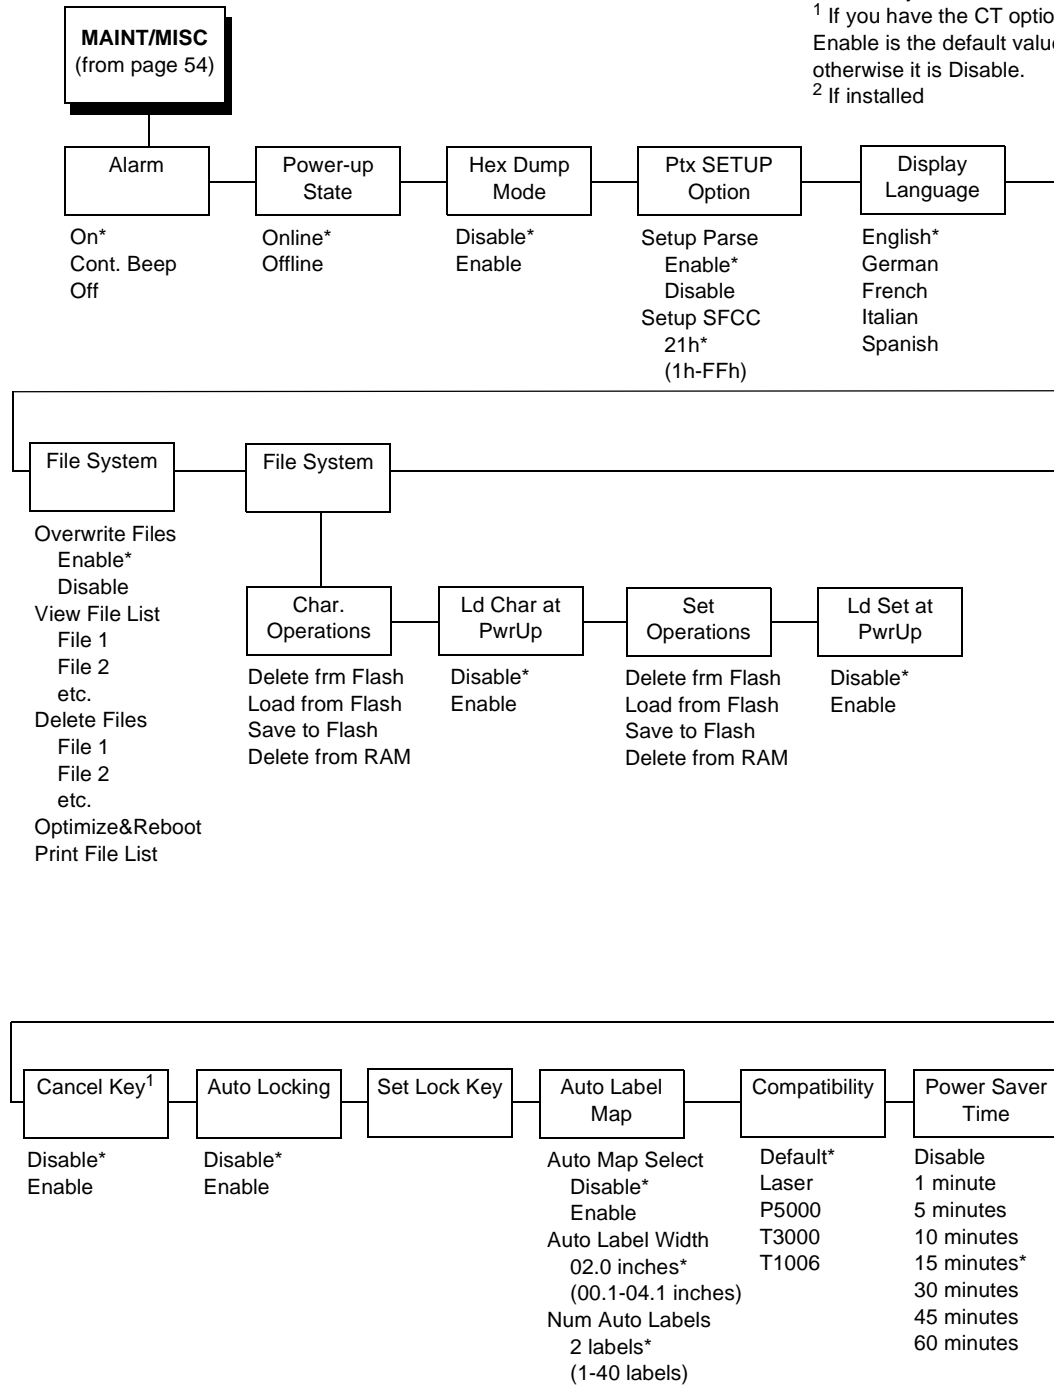 MAINT/MISC
(from page 54)
1 If you have the CT
Enable is the default
otherwise it is Disable.
2 If installed
Alarm
On*
Cont. Beep
Off
Power-up
State
Online*
Offline
Hex Dump
Mode
Disable*
Enable
Ptx SETUP
Option
Setup Parse
Enable*
Disable
Setup SFCC
21h*
(1h-FFh)
Display
Language
English*
German
French
Italian
Spanish
File System
Overwrite Files
Enable*
Disable
View File List
File 1
File 2
etc.
Delete Files
File 1
File 2
etc.
Optimize&Reboot
Print File List
File System
Char.
Operations
Delete frm Flash
Load from Flash
Save to Flash
Delete from RAM
Ld Char at
PwrUp
Disable*
Enable
Set
Operations
Delete frm Flash
Load from Flash
Save to Flash
Delete from RAM
Ld Set at
PwrUp
Disable*
Enable
Cancel Key1
Disable*
Enable
Auto Locking
Disable*
Enable
Set Lock Key
Auto Label
Map
Auto Map Select
Disable*
Enable
Auto Label Width
02.0 inches*
(00.1-04.1 inches)
Num Auto Labels
2 labels*
(1-40 labels)
Compatibility
Default*
Laser
P5000
T3000
T1006
Power Saver
Time
Disable
1 minute
5 minutes
10 minutes
15 minutes*
30 minutes
45 minutes
60 minutes